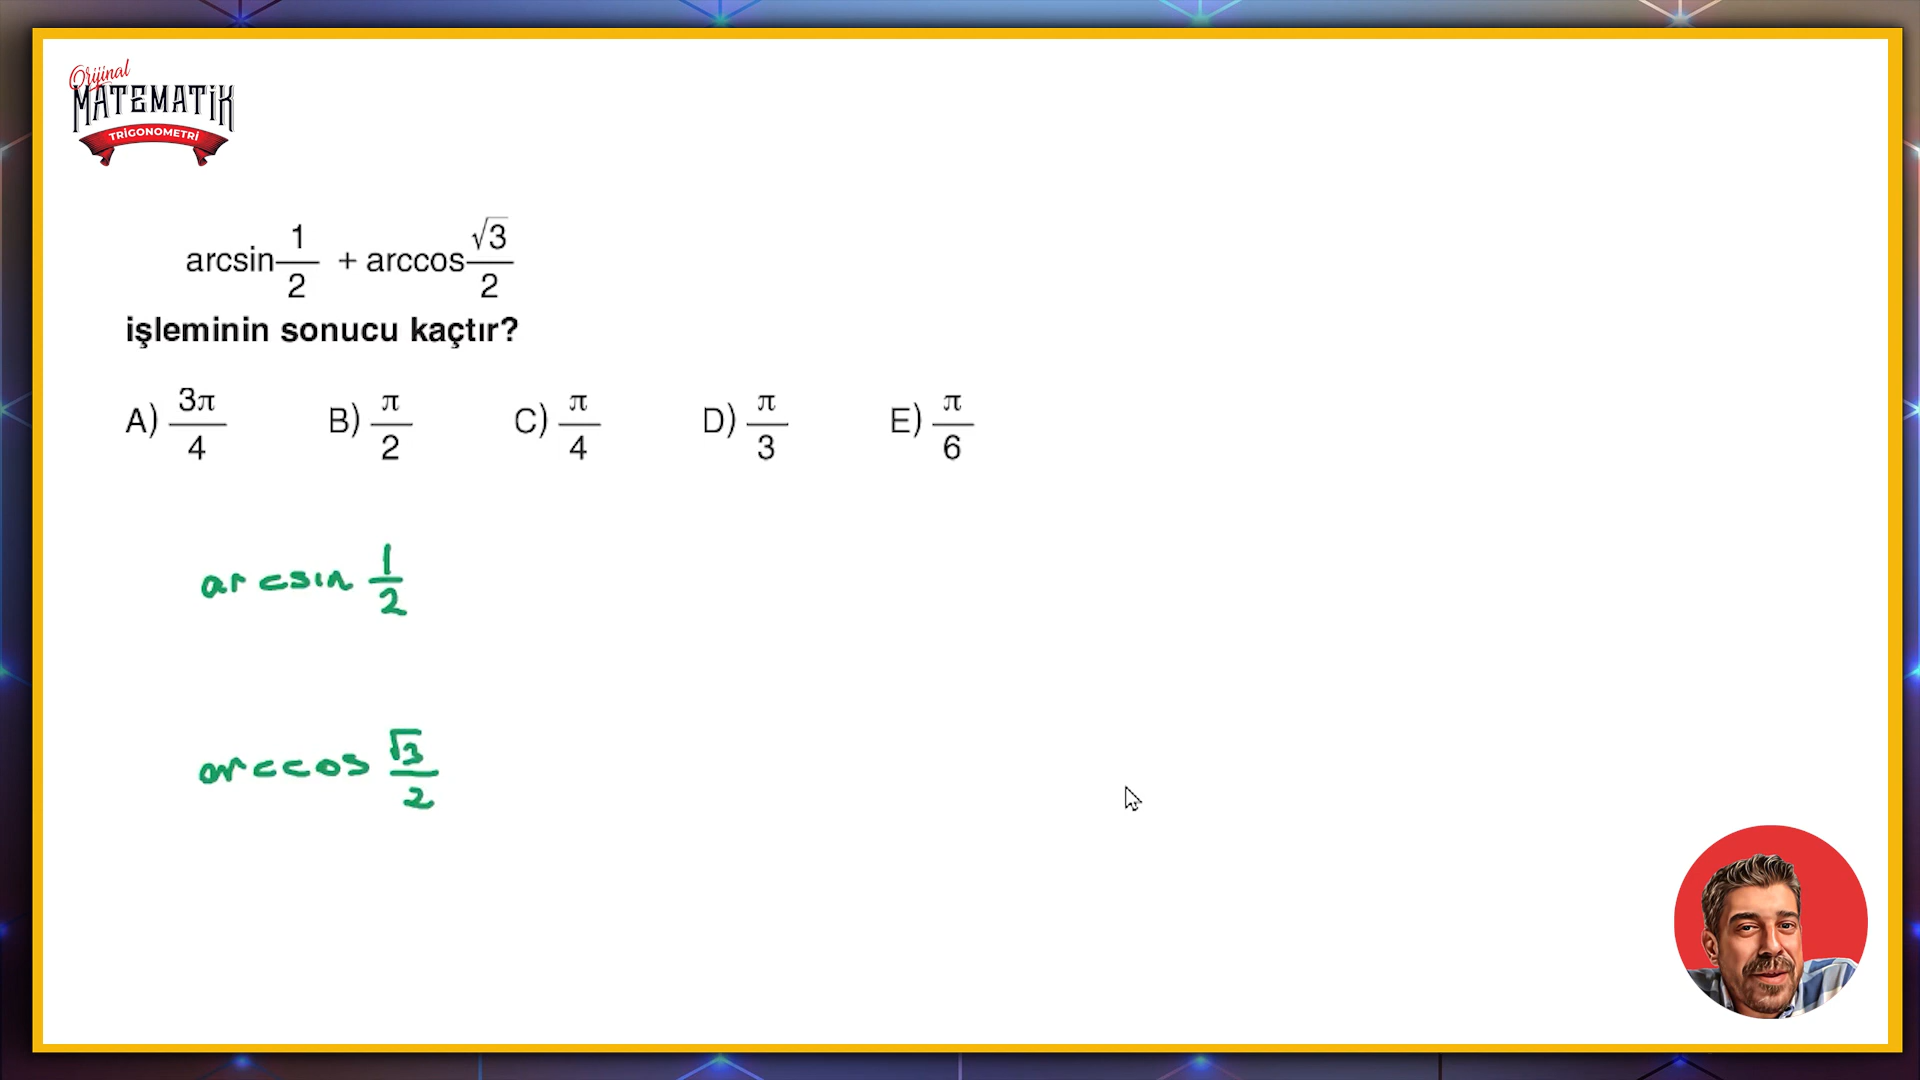 Orijinal
MATEMATİK
TRİGONOMETRİ
arcsin 1/2 + arccos √3/2
işleminin sonucu kaçtır?
A) 3π/4 B) π/2 C) π/4 D) π/3 E) π/6
arcsin 1/2
arccos √3/2